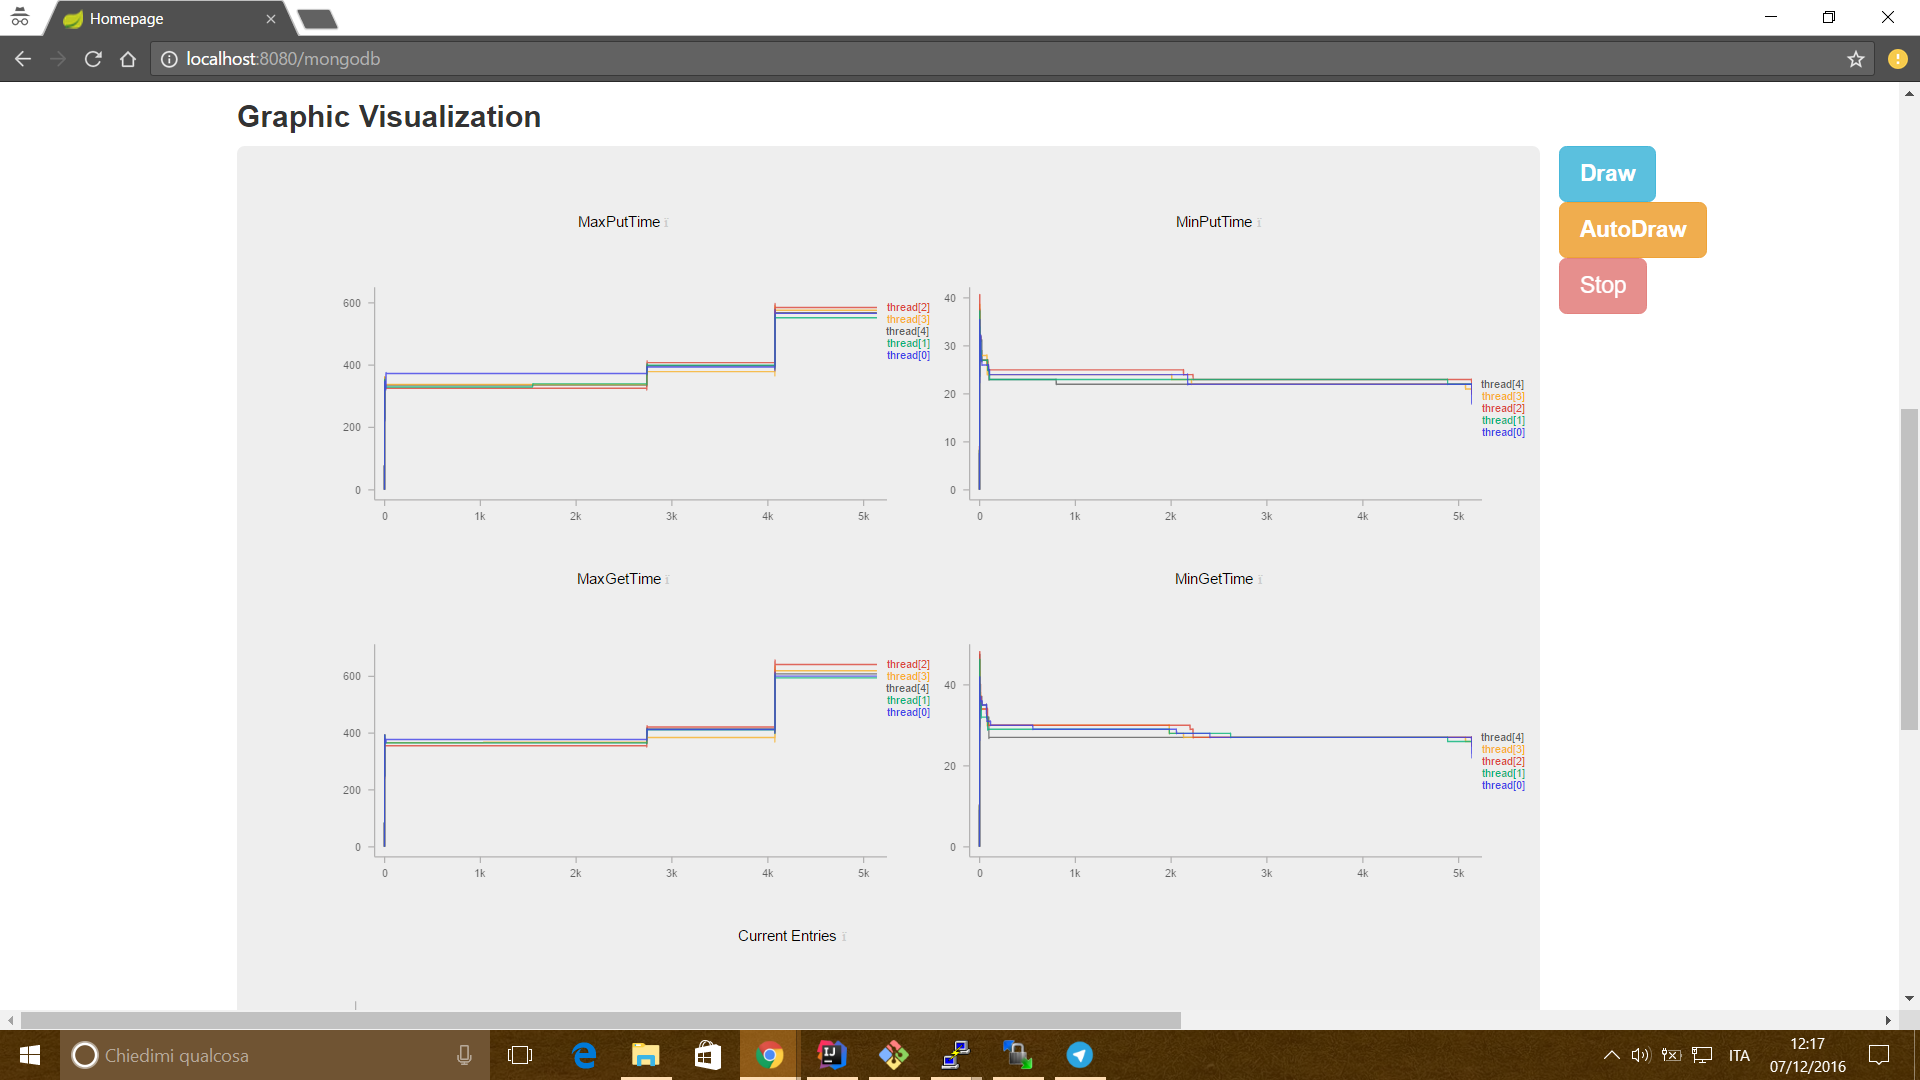 Homepage
localhost:8080/mongodb
Graphic Visualization
Draw
AutoDraw
Stop
MaxPutTime
600
400
200
0
0 1k 2k 3k 4k 5k
thread[2]
thread[3]
thread[4]
thread[1]
thread[0]
MinPutTime
40
30
20
10
0
0 1k 2k 3k 4k 5k
thread[4]
thread[3]
thread[2]
thread[1]
thread[0]
MaxGetTime
600
400
200
0
0 1k 2k 3k 4k 5k
thread[2]
thread[3]
thread[4]
thread[1]
thread[0]
MinGetTime
40
20
0
0 1k 2k 3k 4k 5k
thread[4]
thread[3]
thread[2]
thread[1]
thread[0]
Current Entries
Chiedimi qualcosa
ITA
12:17
07/12/2016